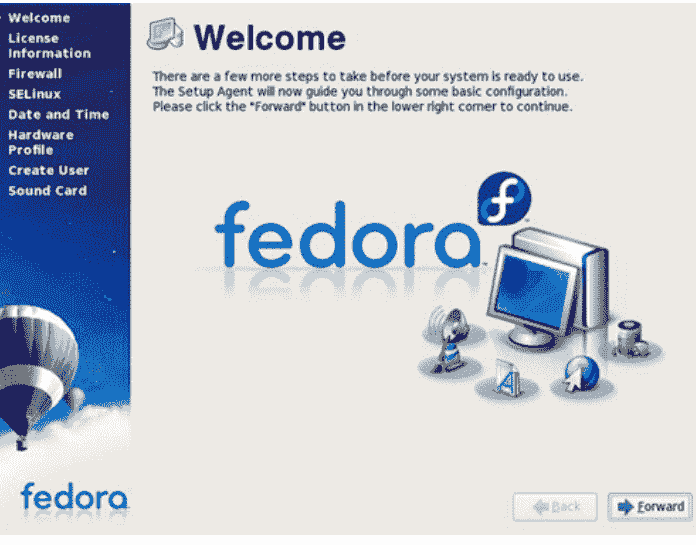 Welcome
License
Information
Firewall
SELinux
Date and Time
Hardware
Profile
Create User
Sound Card
Welcome
There are a few more steps to take before your system is ready to use.
The Setup Agent will now guide you through some basic configuration.
Please click the "Forward" button in the lower right corner to continue.
fedora
fedora
Back
Forward